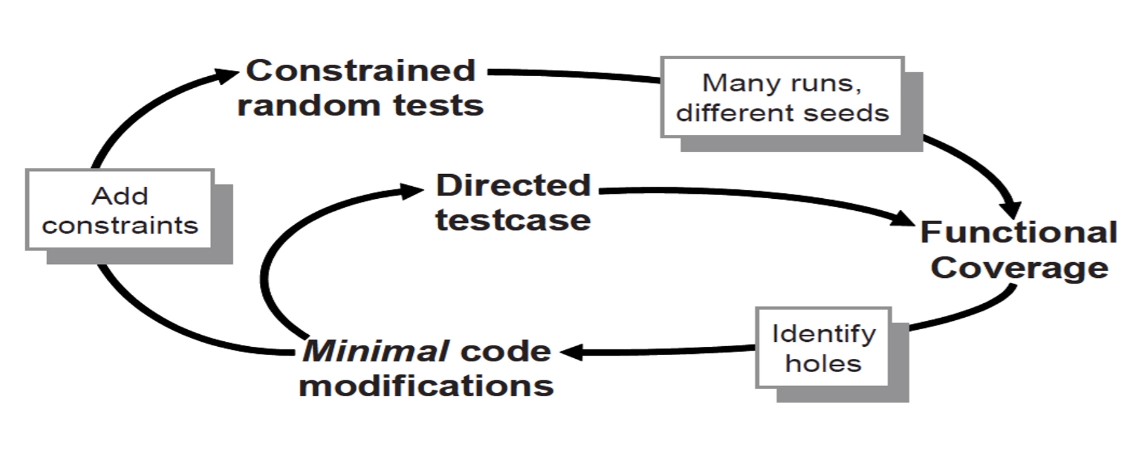 Constrained
random tests
Many runs,
different seeds
Add
constraints
Directed
testcase
Functional
Coverage
Identify
holes
Minimal code
modifications